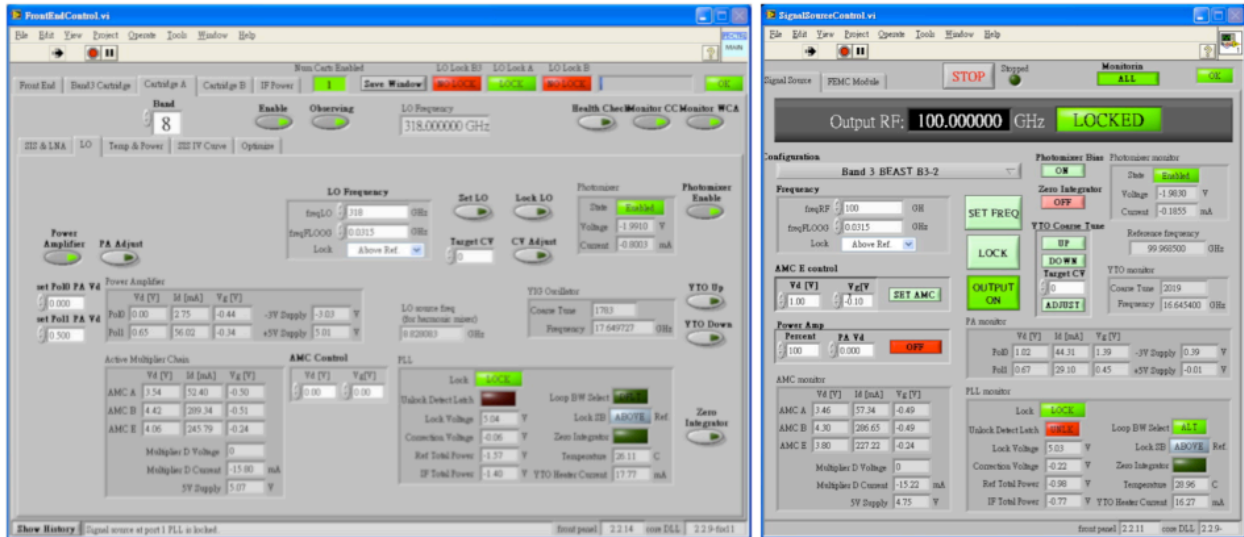 FrontEndControl.vi
File Edit View Project Operate Tools Window Help
MAIN
Num Carts Enabled LO Lock B3 LO Lock A LO Lock B
Front End Band3 Cartridge Cartridge A Cartridge B IF Power 1 Save Window NO LOCK LOCK NO LOCK OK
Band Enable Observing LO Frequency Health Check Monitor CC Monitor WCA
8 318.000000 GHz
SIS & LNA LO Temp & Power SIS IV Curve Optimize
LO Frequency Set LO Lock LO Photomixer Photomixer Enable
freqLO 318 GHz State Enabled
freqFLOOG 0.0315 GHz Target CV CV Adjust Voltage -1.9910 V
Lock Above Ref. 0 Current -0.8003 mA
Power Amplifier PA Adjust
set Pol0 PA Vd Power Amplifier
0.000 Vd [V] Id [mA] Vg [V]
set Pol1 PA Vd Pol0 0.00 2.75 -0.44 -3V Supply -3.03 V
0.500 Pol1 0.65 56.02 -0.34 +5V Supply 5.01 V
LO source freq (for harmonic mixer)
GHz
YIG Oscillator YTO Up
Coarse Tune 1783
Frequency 17.649727 GHz YTO Down
Active Multiplier Chain AMC Control PLL
Vd [V] Id [mA] Vg [V] Vd [V] Vg[V] Lock LOCK
AMC A 3.54 52.40 -0.50 0.00 0.00 Unlock Detect Latch Loop BW Select
AMC B 4.42 289.34 -0.51 Lock Voltage 5.04 V Lock SB ABOVE Ref.
AMC E 4.06 245.79 -0.24 Correction Voltage -0.06 V Zero Integrator
Multiplier D Voltage 0 Ref Total Power -1.57 V Temperature 26.11 C
Multiplier D Current -15.80 mA IF Total Power -1.40 V YTO Heater Current 17.77 mA
5V Supply 5.07 V
Zero Integrator
Show History Signal source at port 1 PLL is locked. front panel 2.2.14 core DLL
SignalSourceControl.vi
File Edit View Project Operate Tools Window Help
Signal Source FEMC Module STOP Stopped Monitorin ALL OK
Output RF: 100.000000 GHz LOCKED
Configuration
Band 3 BEAST B3-2
Frequency
freqRF 100 GH
freqFLOOG 0.0315 GHz
Lock Above Ref.
SET FREQ
LOCK
OUTPUT ON
Photomixer Bias Photomixer monitor
ON State Enabled
Zero Integrator Voltage -1.9830 V
OFF Current -0.1855 mA
YTO Coarse Tune Reference frequency
UP 99.968500 GHz
DOWN YTO monitor
Target CV Coarse Tune 2019
0 Frequency 16.645400 GHz
ADJUST
AMC E control
Vd [V] Vg[V
1.00 -0.10 SET AMC
Power Amp
Percent PA Vd
100 0.000 OFF
PA monitor
Vd [V] Id [mA] Vg [V]
Pol0 1.02 44.31 1.39 -3V Supply 0.39 V
Pol1 0.67 29.10 0.45 +5V Supply -0.01 V
AMC monitor PLL monitor
Vd [V] Id [mA] Vg [V] Lock LOCK
AMC A 3.46 57.34 -0.49 Unlock Detect Latch UNLK Loop BW Select ALT
AMC B 4.30 286.65 -0.49 Lock Voltage 5.03 V Lock SB ABOVE Ref.
AMC E 3.80 227.22 -0.24 Correction Voltage -0.22 V Zero Integrator
Multiplier D Voltage 0 Ref Total Power -0.98 V Temperature 28.96 C
Multiplier D Current -15.22 mA IF Total Power -0.77 V YTO Heater Current 16.27 mA
5V Supply 4.75 V
front panel 2.2.11 core DLL 2.2.9-